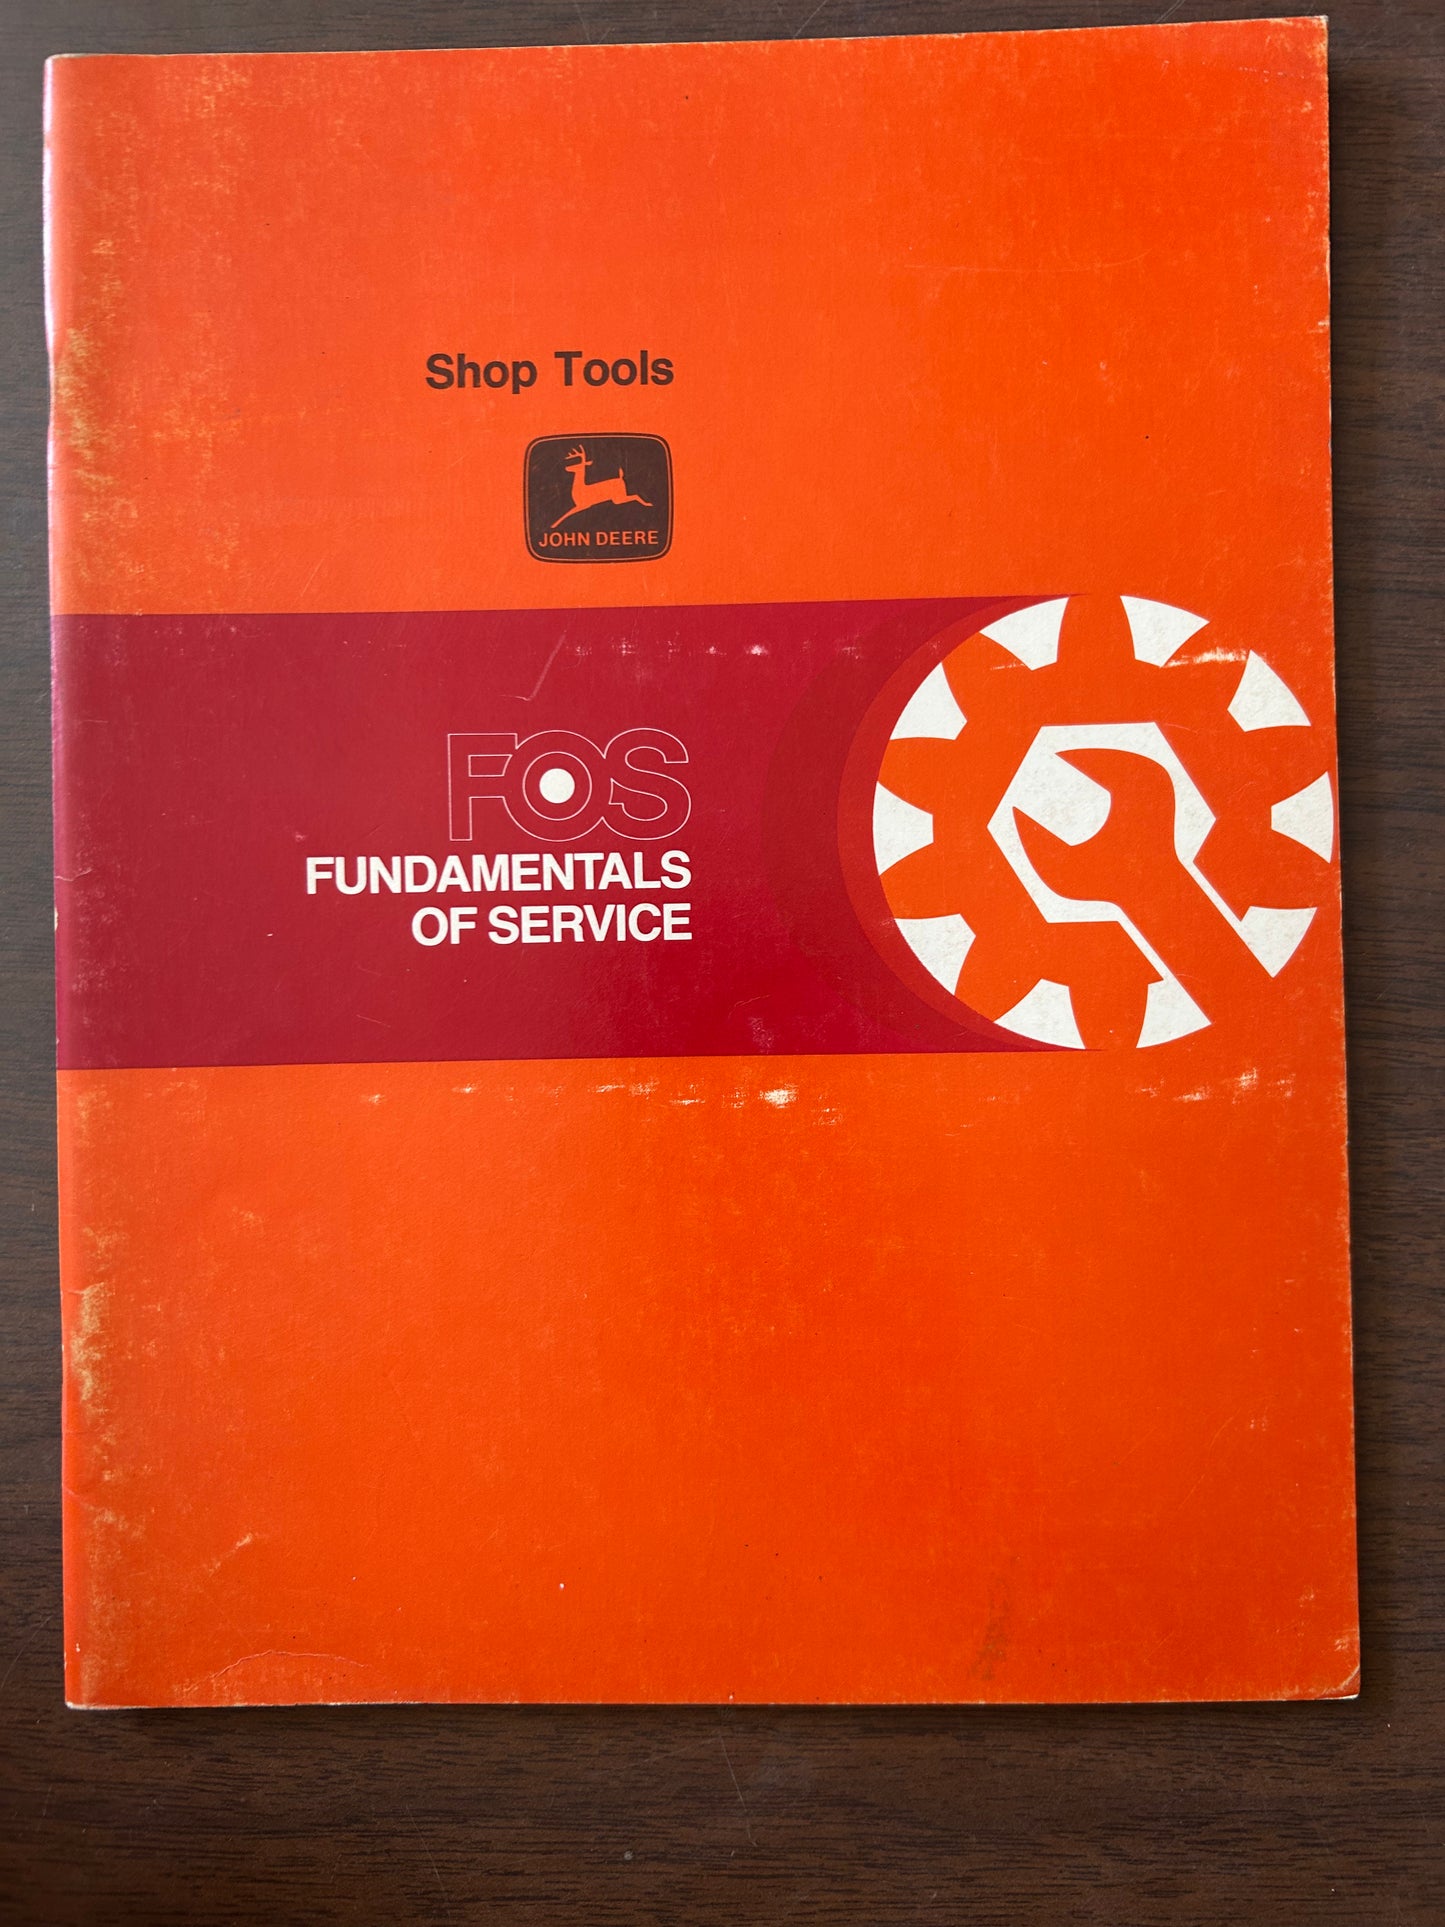 Shop Tools
JOHN DEERE
FOS
FUNDAMENTALS
OF SERVICE